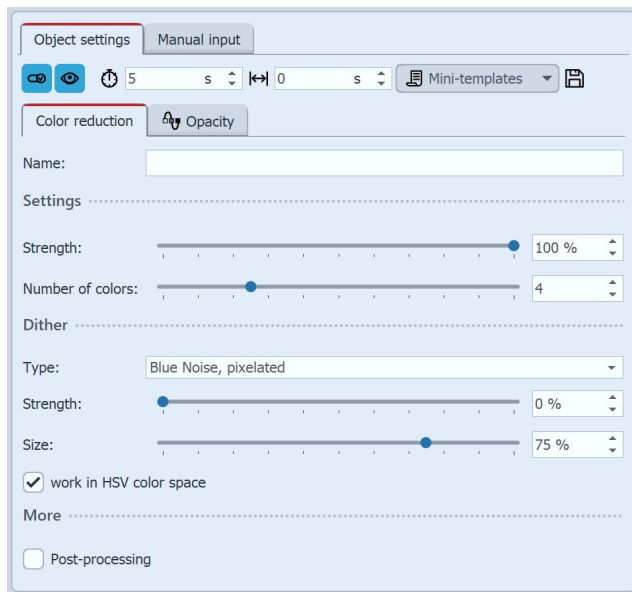 Object settings Manual input
5 s 0 s Mini-templates
Color reduction Opacity
Name:
Settings
Strength: 100 %
Number of colors: 4
Dither
Type: Blue Noise, pixelated
Strength: 0 %
Size: 75 %
work in HSV color space
More
Post-processing